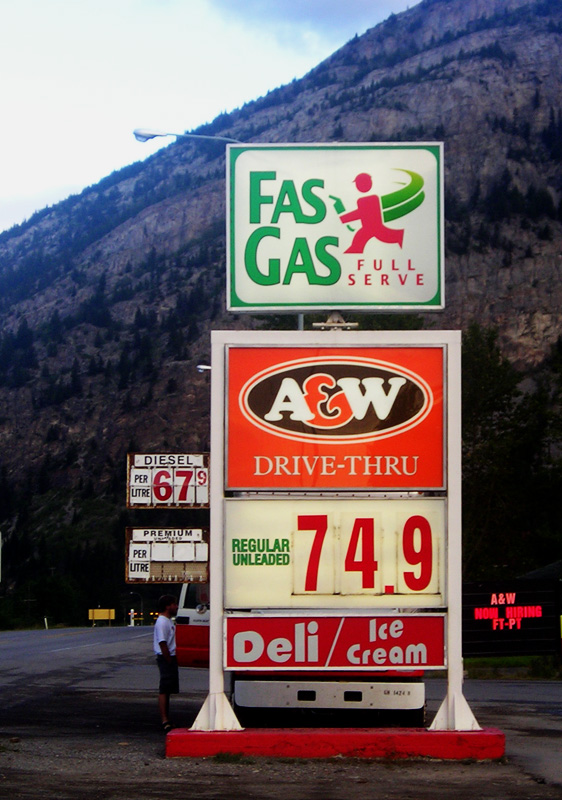 FAS
GAS
FULL
SERVE
A&W
DRIVE-THRU
DIESEL
PER
LITRE
67.9
PREMIUM
PER
LITRE
REGULAR
UNLEADED
74.9
Deli / Ice
Cream
A&W
NOW HIRING
FT-PT